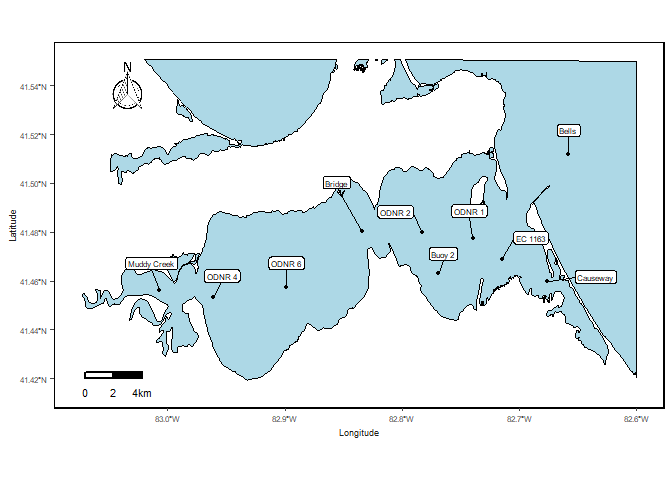 N
41.54°N
41.52°N
41.50°N
41.48°N
41.46°N
41.44°N
41.42°N
Latitude
Bells
Bridge
ODNR 2
ODNR 1
EC 1163
Buoy 2
Muddy Creek
ODNR 6
ODNR 4
Causeway
0 2 4km
83.0°W 82.9°W 82.8°W 82.7°W 82.6°W
Longitude